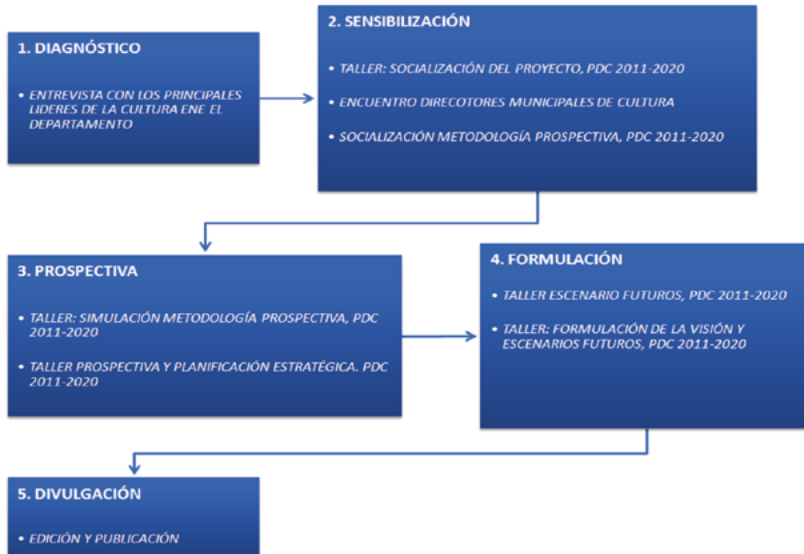 1. DIAGNÓSTICO
• ENTREVISTA CON LOS PRINCIPALES
LIDERES DE LA CULTURA ENE EL
DEPARTAMENTO
2. SENSIBILIZACIÓN
• TALLER: SOCIALIZACIÓN DEL PROYECTO, PDC 2011-2020
• ENCUENTRO DIRECOTORES MUNICIPALES DE CULTURA
• SOCIALIZACIÓN METODOLOGÍA PROSPECTIVA, PDC 2011-2020
3. PROSPECTIVA
• TALLER: SIMULACIÓN METODOLOGÍA PROSPECTIVA, PDC
2011-2020
• TALLER PROSPECTIVA Y PLANIFICACIÓN ESTRATÉGICA. PDC
2011-2020
4. FORMULACIÓN
• TALLER ESCENARIO FUTUROS, PDC 2011-2020
• TALLER: FORMULACIÓN DE LA VISIÓN Y
ESCENARIOS FUTUROS, PDC 2011-2020
5. DIVULGACIÓN
• EDICIÓN Y PUBLICACIÓN